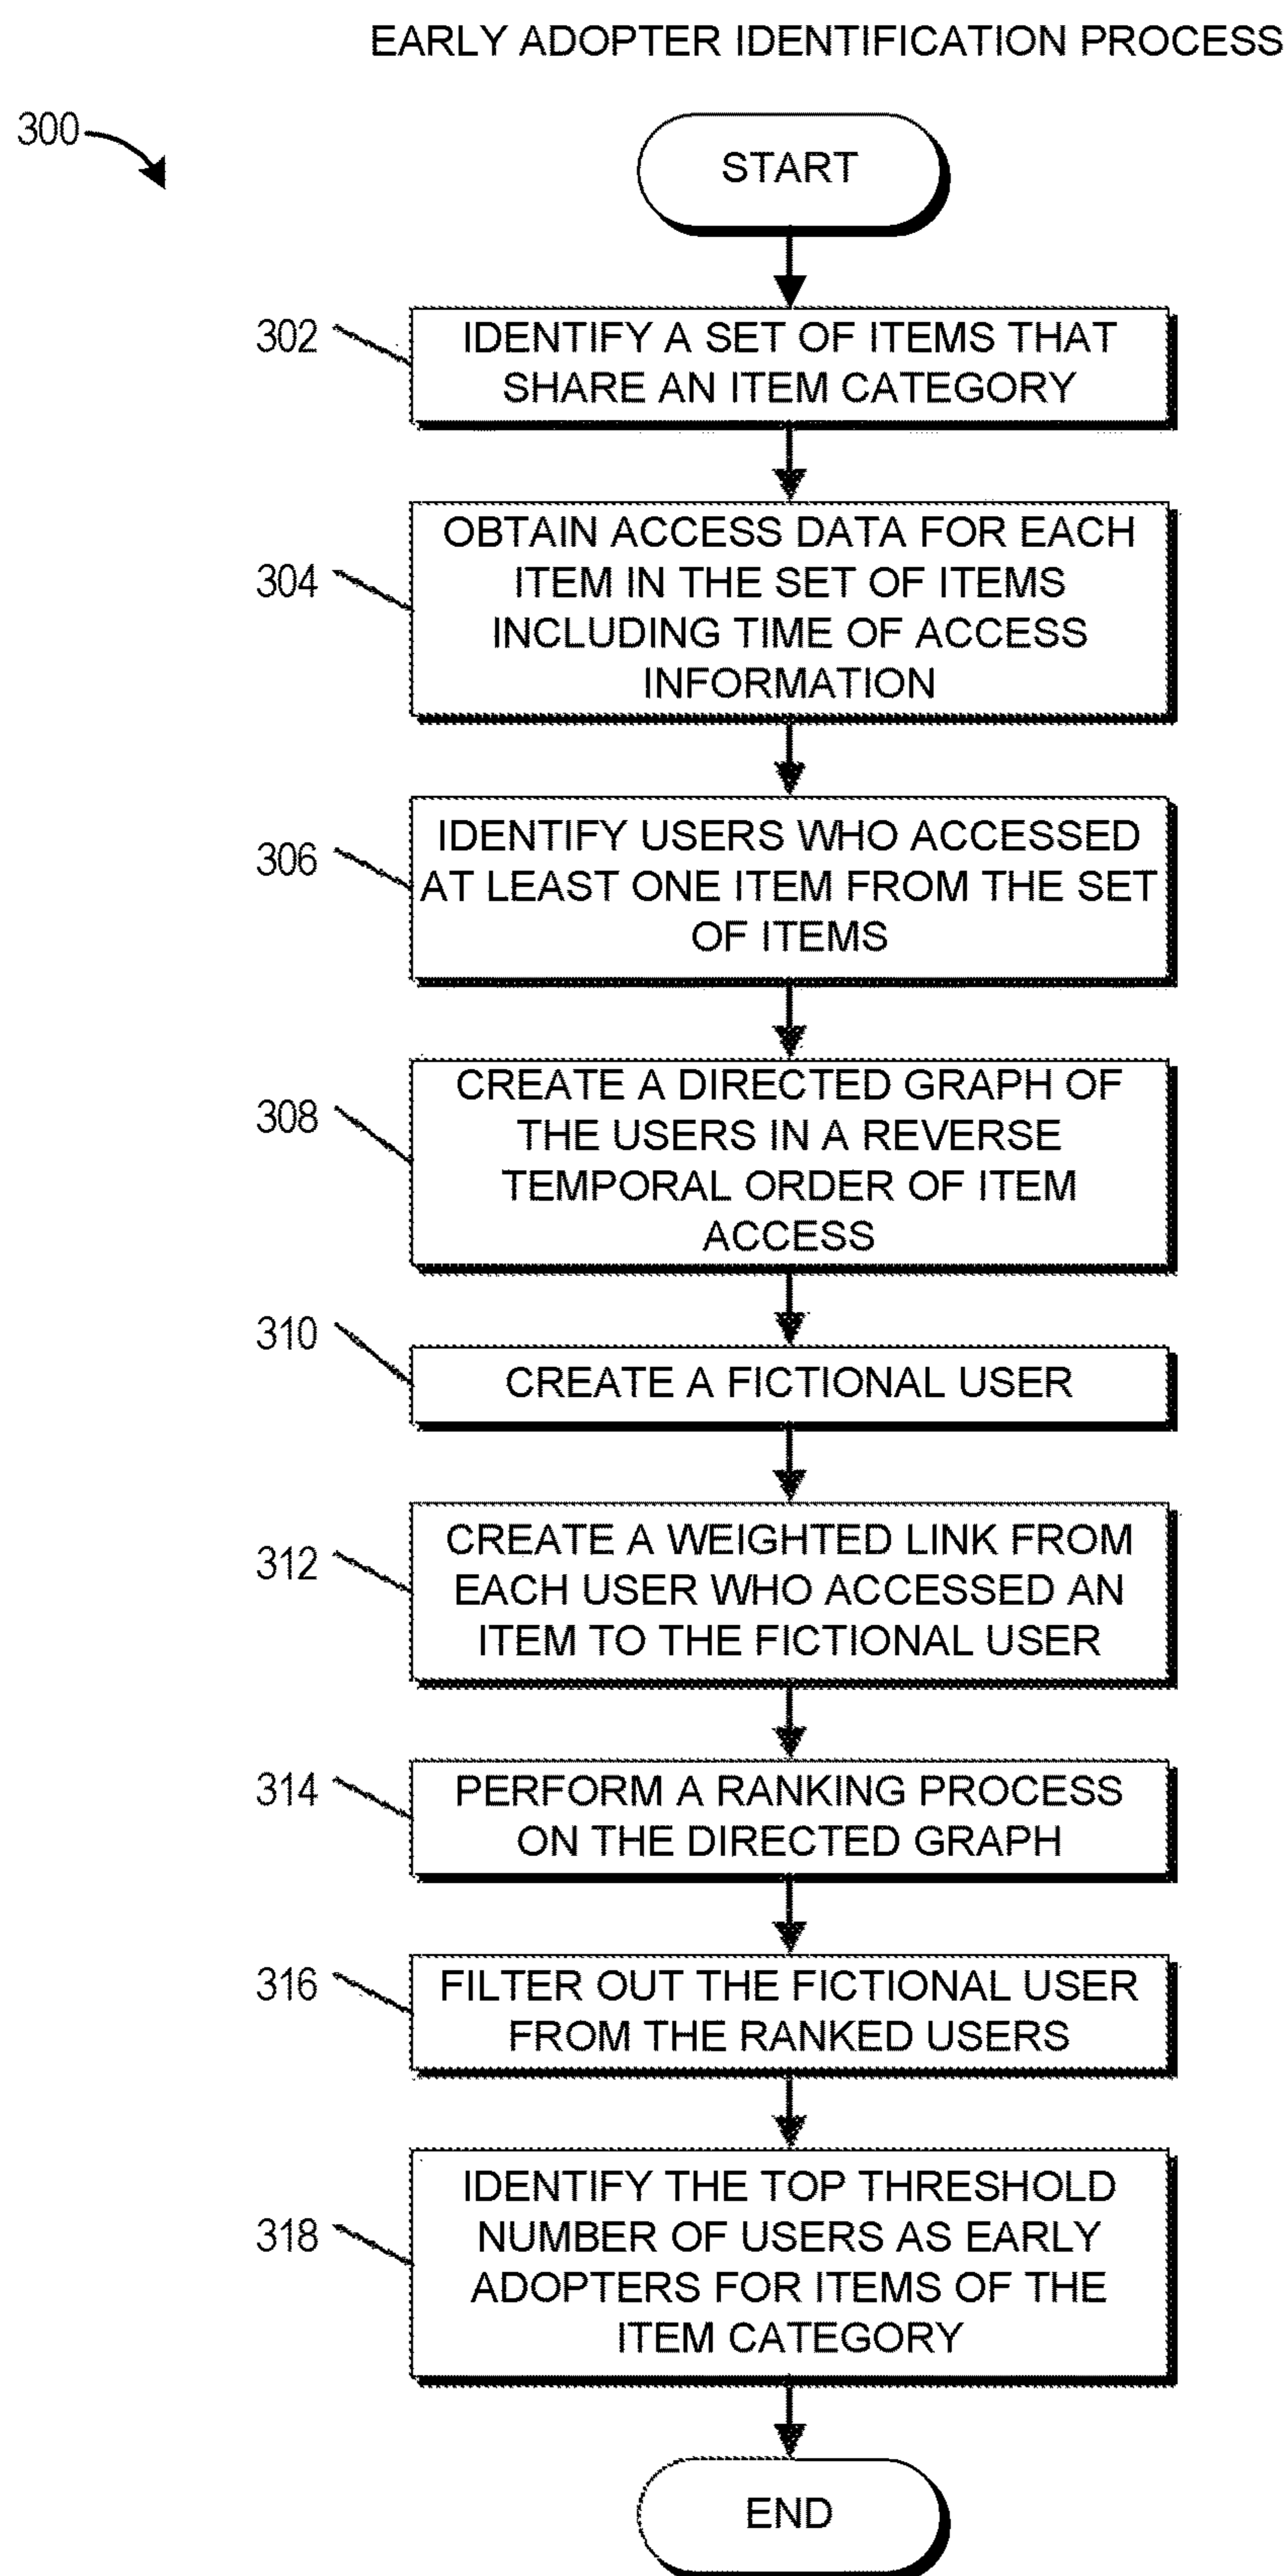 EARLY ADOPTER IDENTIFICATION PROCESS
300
START
302
IDENTIFY A SET OF ITEMS THAT
SHARE AN ITEM CATEGORY
304
OBTAIN ACCESS DATA FOR EACH
ITEM IN THE SET OF ITEMS
INCLUDING TIME OF ACCESS
INFORMATION
306
IDENTIFY USERS WHO ACCESSED
AT LEAST ONE ITEM FROM THE SET
OF ITEMS
308
CREATE A DIRECTED GRAPH OF
THE USERS IN A REVERSE
TEMPORAL ORDER OF ITEM
ACCESS
310
CREATE A FICTIONAL USER
312
CREATE A WEIGHTED LINK FROM
EACH USER WHO ACCESSED AN
ITEM TO THE FICTIONAL USER
314
PERFORM A RANKING PROCESS
ON THE DIRECTED GRAPH
316
FILTER OUT THE FICTIONAL USER
FROM THE RANKED USERS
318
IDENTIFY THE TOP THRESHOLD
NUMBER OF USERS AS EARLY
ADOPTERS FOR ITEMS OF THE
ITEM CATEGORY
END